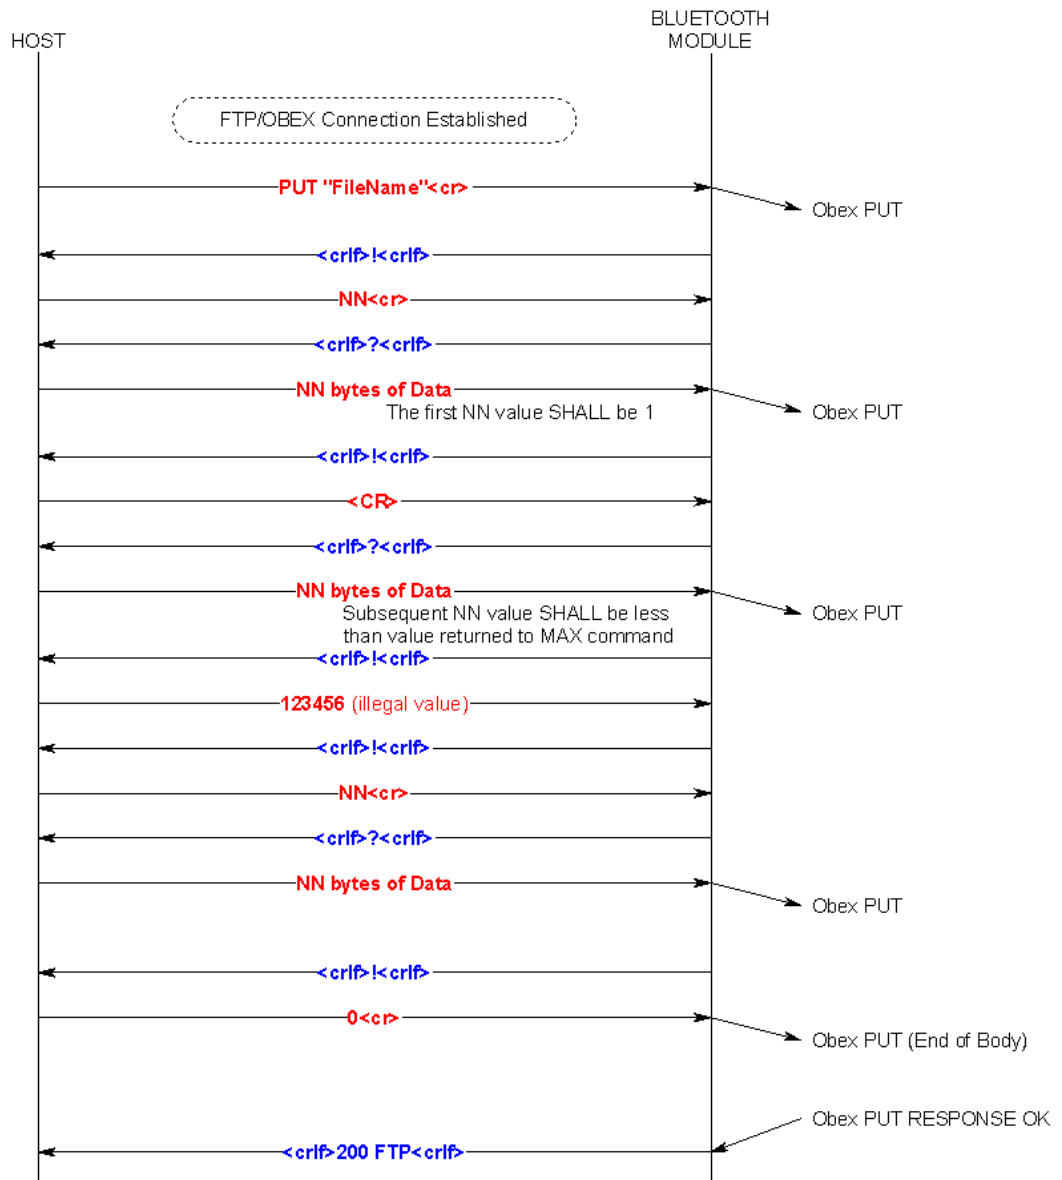 BLUETOOTH
HOST
MODULE
FTP/OBEX Connection Established
PUT "FileName"<cr>
Obex PUT
<crlf>!<crlf>
NN<cr>
<crlf>?<crlf>
NN bytes of Data
The first NN value SHALL be 1
Obex PUT
<crlf>!<crlf>
<CR>
<crlf>?<crlf>
NN bytes of Data
Subsequent NN value SHALL be less
Obex PUT
than value returned to MAX command
<crlf>!<crlf>
123456 (illegal value)
<crlf>!<crlf>
NN<cr>
<crlf>?<crlf>
NN bytes of Data
Obex PUT
<crlf>!<crlf>
0<cr>
Obex PUT (End of Body)
Obex PUT RESPONSE OK
<crlf>200 FTP<crlf>